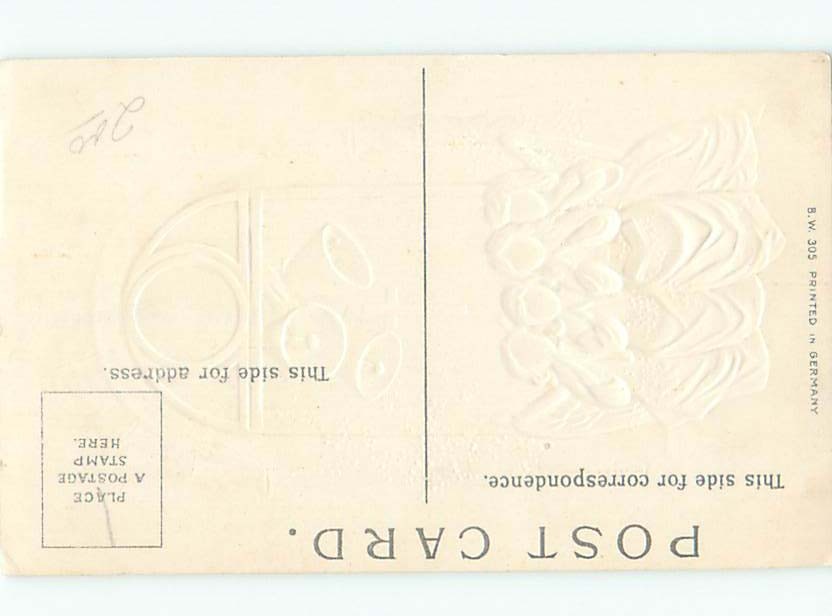 POST CARD.
This side for correspondence.
PLACE
A POSTAGE
STAMP
HERE.
This side for address.
B.W. 305 PRINTED IN GERMANY